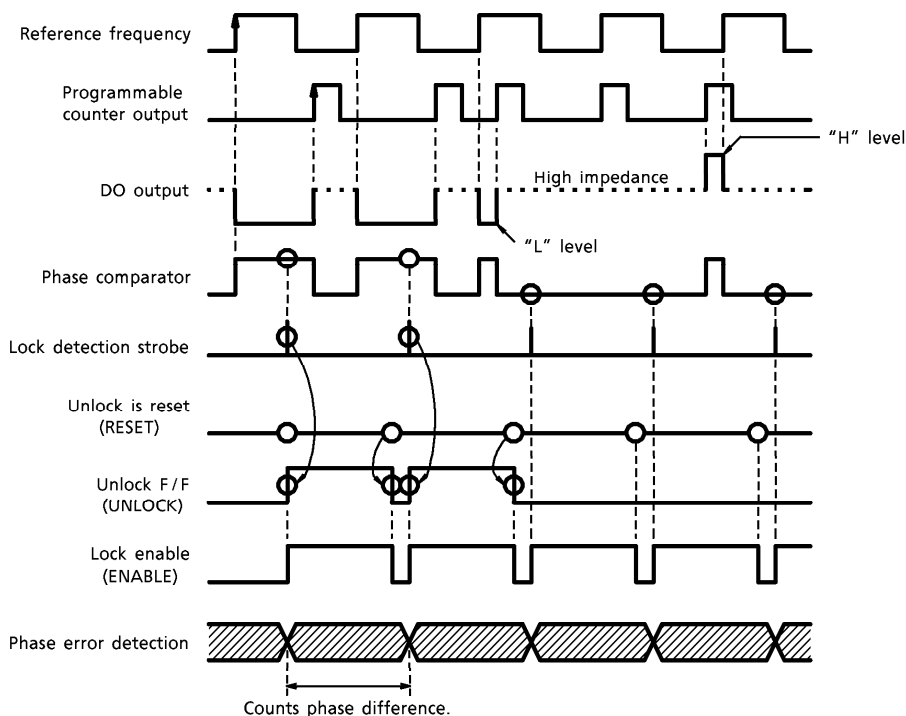 Reference frequency
Programmable
counter output
“H” level
High impedance
DO output
“L” level
Phase comparator
Lock detection strobe
Unlock is reset
(RESET)
Unlock F/F
(UNLOCK)
Lock enable
(ENABLE)
Phase error detection
Counts phase difference.